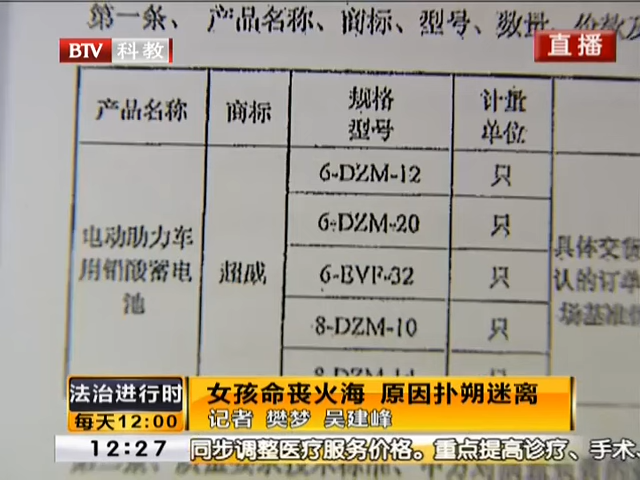 第一条、产品名称、商标、型号、数量、价款及
BTV 科教
直播
产品名称 商标 规格型号 计量单位
电动助力车用铅酸蓄电池 超威
6-DZM-12 只
6-DZM-20 只
6-EVF-32 只
8-DZM-10 只
8-DZM-14 只
具体交货
认的订单
场基准价
法治进行时
每天12:00
女孩命丧火海 原因扑朔迷离
记者 樊梦 吴建峰
12:27 同步调整医疗服务价格。重点提高诊疗、手术、